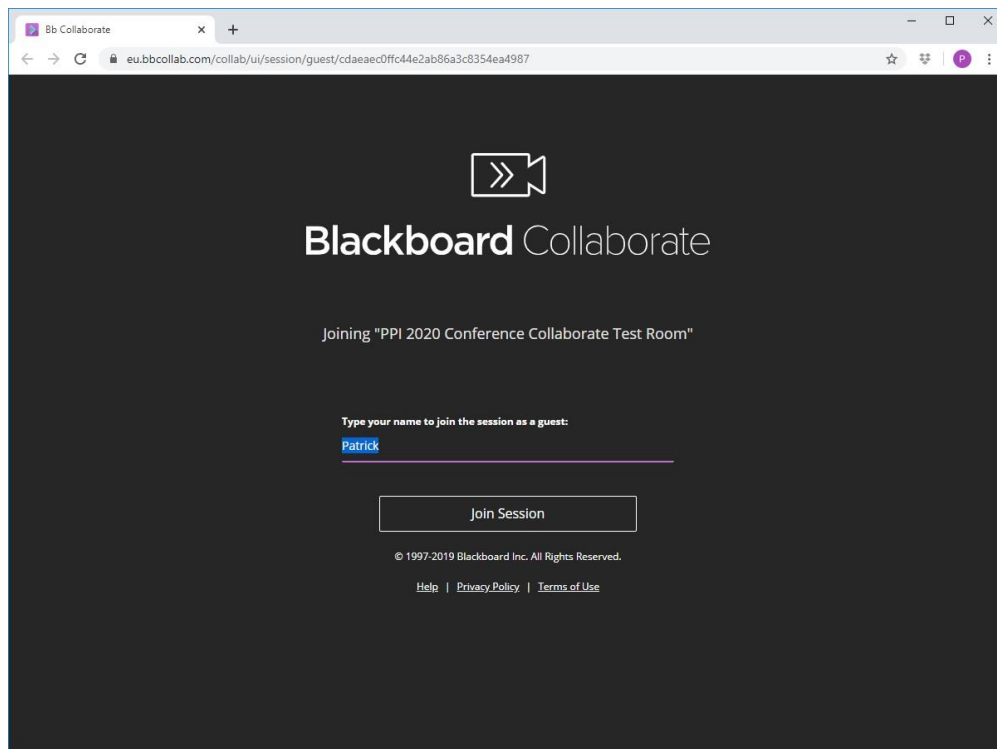 Bb Collaborate
eu.bbcollab.com/collab/ui/session/guest/cdaeaec0ffc44e2ab86a3c8354ea4987
P
Blackboard Collaborate
Joining "PPI 2020 Conference Collaborate Test Room"
Type your name to join the session as a guest:
Patrick
Join Session
© 1997-2019 Blackboard Inc. All Rights Reserved.
Help | Privacy Policy | Terms of Use